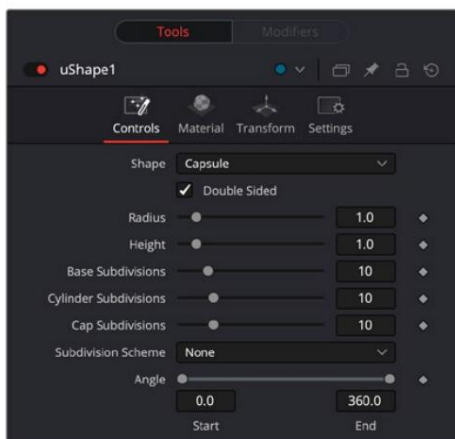 Tools Modifiers
uShape1
Controls Material Transform Settings
Shape Capsule
Double Sided
Radius 1.0
Height 1.0
Base Subdivisions 10
Cylinder Subdivisions 10
Cap Subdivisions 10
Subdivision Scheme None
Angle
0.0 360.0
Start End